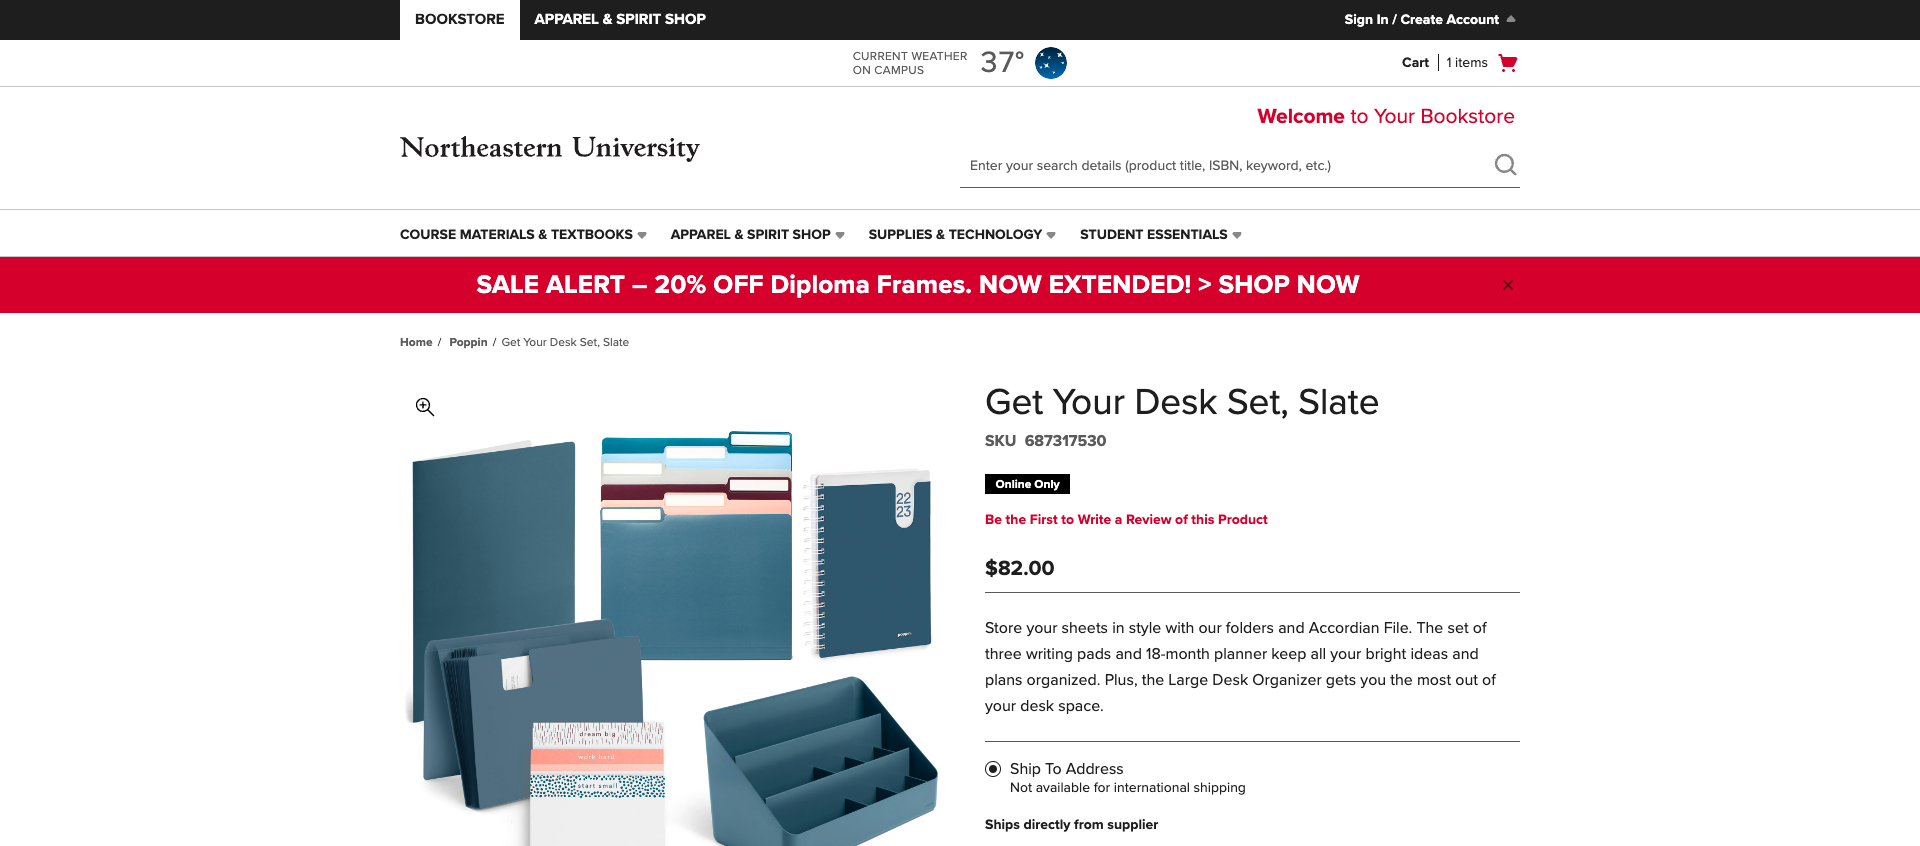 BOOKSTORE
APPAREL & SPIRIT SHOP
Sign In / Create Account
CURRENT WEATHER
ON CAMPUS
37°
Cart
1 items
Northeastern University
Welcome to Your Bookstore
Enter your search details (product title, ISBN, keyword, etc.)
COURSE MATERIALS & TEXTBOOKS
APPAREL & SPIRIT SHOP
SUPPLIES & TECHNOLOGY
STUDENT ESSENTIALS
SALE ALERT – 20% OFF Diploma Frames. NOW EXTENDED! > SHOP NOW
Home / Poppin / Get Your Desk Set, Slate
22
23
poppin.
dream big
work hard
start small
Get Your Desk Set, Slate
SKU 687317530
Online Only
Be the First to Write a Review of this Product
$82.00
Store your sheets in style with our folders and Accordian File. The set of
three writing pads and 18-month planner keep all your bright ideas and
plans organized. Plus, the Large Desk Organizer gets you the most out of
your desk space.
Ship To Address
Not available for international shipping
Ships directly from supplier